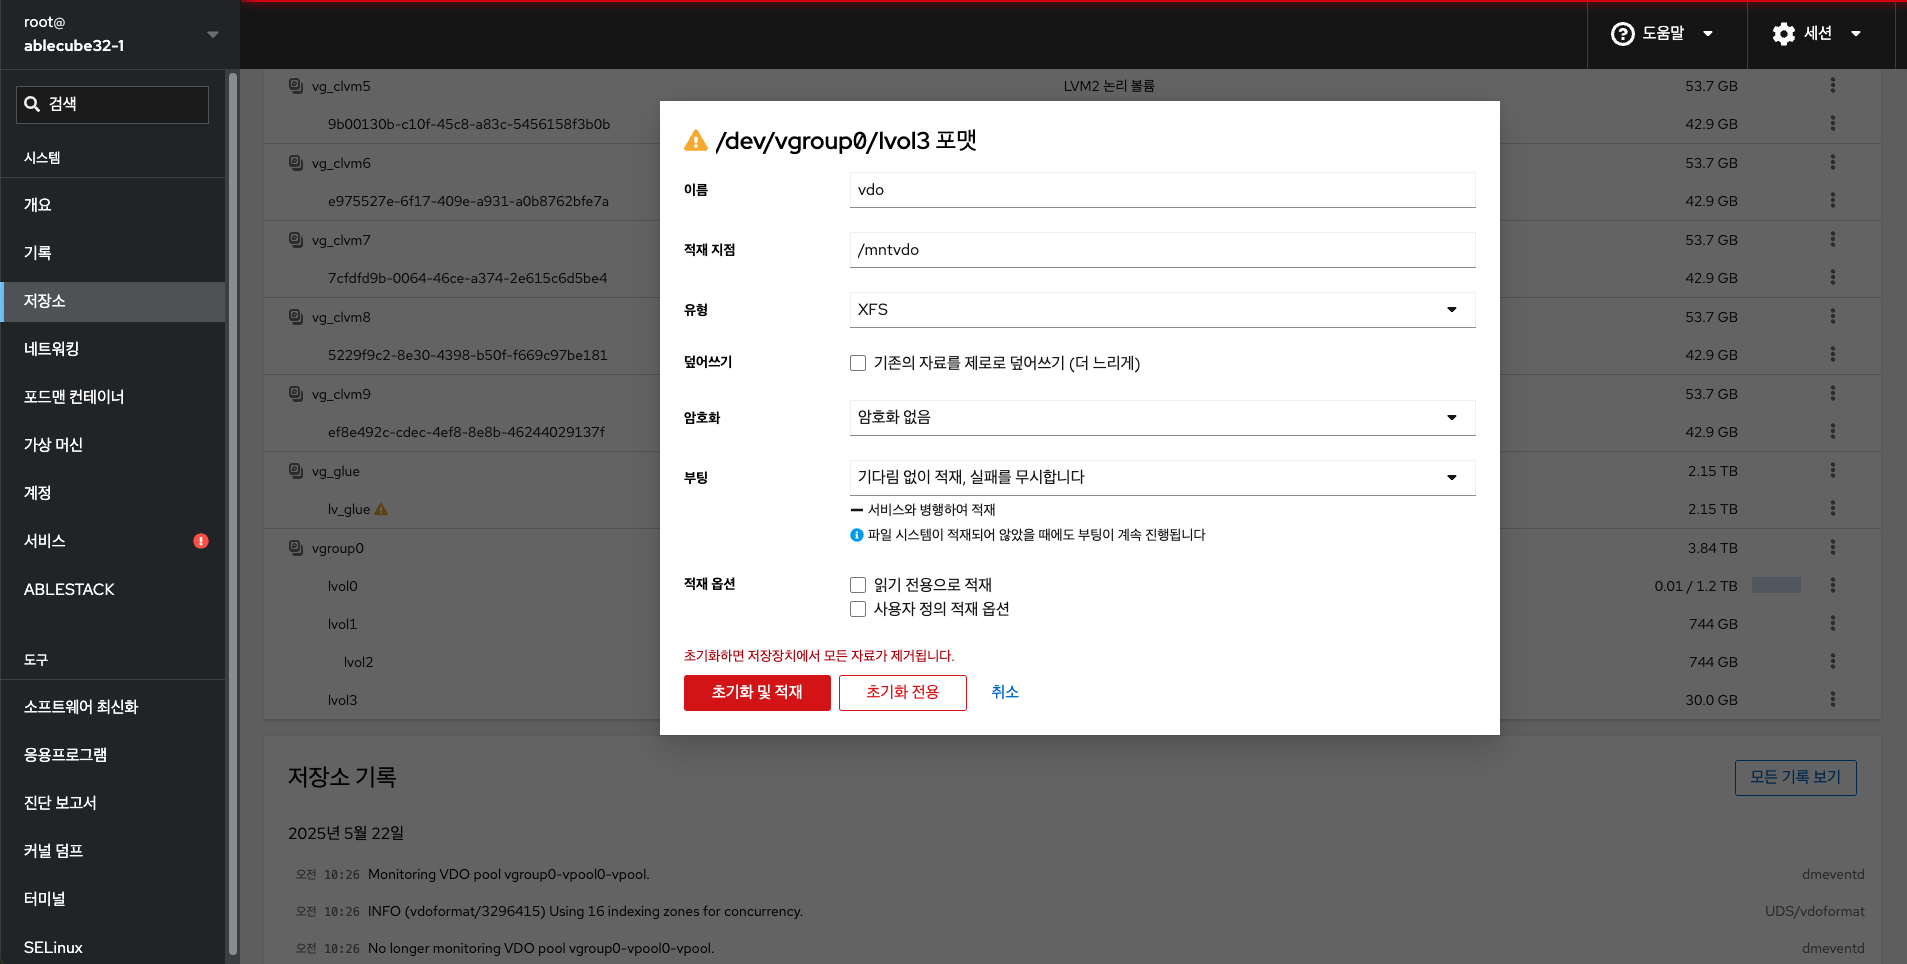 root@
ablecube32-1
도움말
세션
검색
시스템
개요
기록
저장소
네트워킹
포드맨 컨테이너
가상 머신
계정
서비스
ABLESTACK
도구
소프트웨어 최신화
응용프로그램
진단 보고서
커널 덤프
터미널
SELinux
vg_clvm5 LVM2 논리 볼륨 53.7 GB
9b00130b-c10f-45c8-a83c-5456158f3b0b 42.9 GB
vg_clvm6 53.7 GB
e975527e-6f17-409e-a931-a0b8762bfe7a 42.9 GB
vg_clvm7 53.7 GB
7cfdfd9b-0064-46ce-a374-2e615c6d5be4 42.9 GB
vg_clvm8 53.7 GB
5229f9c2-8e30-4398-b50f-f669c97be181 42.9 GB
vg_clvm9 53.7 GB
ef8e492c-cdec-4ef8-8e8b-46244029137f 42.9 GB
vg_glue 2.15 TB
lv_glue 2.15 TB
vgroup0 3.84 TB
lvol0 0.01 / 1.2 TB
lvol1 744 GB
lvol2 744 GB
lvol3 30.0 GB
/dev/vgroup0/lvol3 포맷
이름 vdo
적재 지점 /mntvdo
유형 XFS
덮어쓰기 기존의 자료를 제로로 덮어쓰기 (더 느리게)
암호화 암호화 없음
부팅 기다림 없이 적재, 실패를 무시합니다
서비스와 병행하여 적재
파일 시스템이 적재되어 않았을 때에도 부팅이 계속 진행됩니다
적재 옵션 읽기 전용으로 적재
사용자 정의 적재 옵션
초기화하면 저장장치에서 모든 자료가 제거됩니다.
초기화 및 적재 초기화 전용 취소
저장소 기록 모든 기록 보기
2025년 5월 22일
오전 10:26 Monitoring VDO pool vgroup0-vpool0-vpool. dmeventd
오전 10:26 INFO (vdoformat/3296415) Using 16 indexing zones for concurrency. UDS/vdoformat
오전 10:26 No longer monitoring VDO pool vgroup0-vpool0-vpool. dmeventd